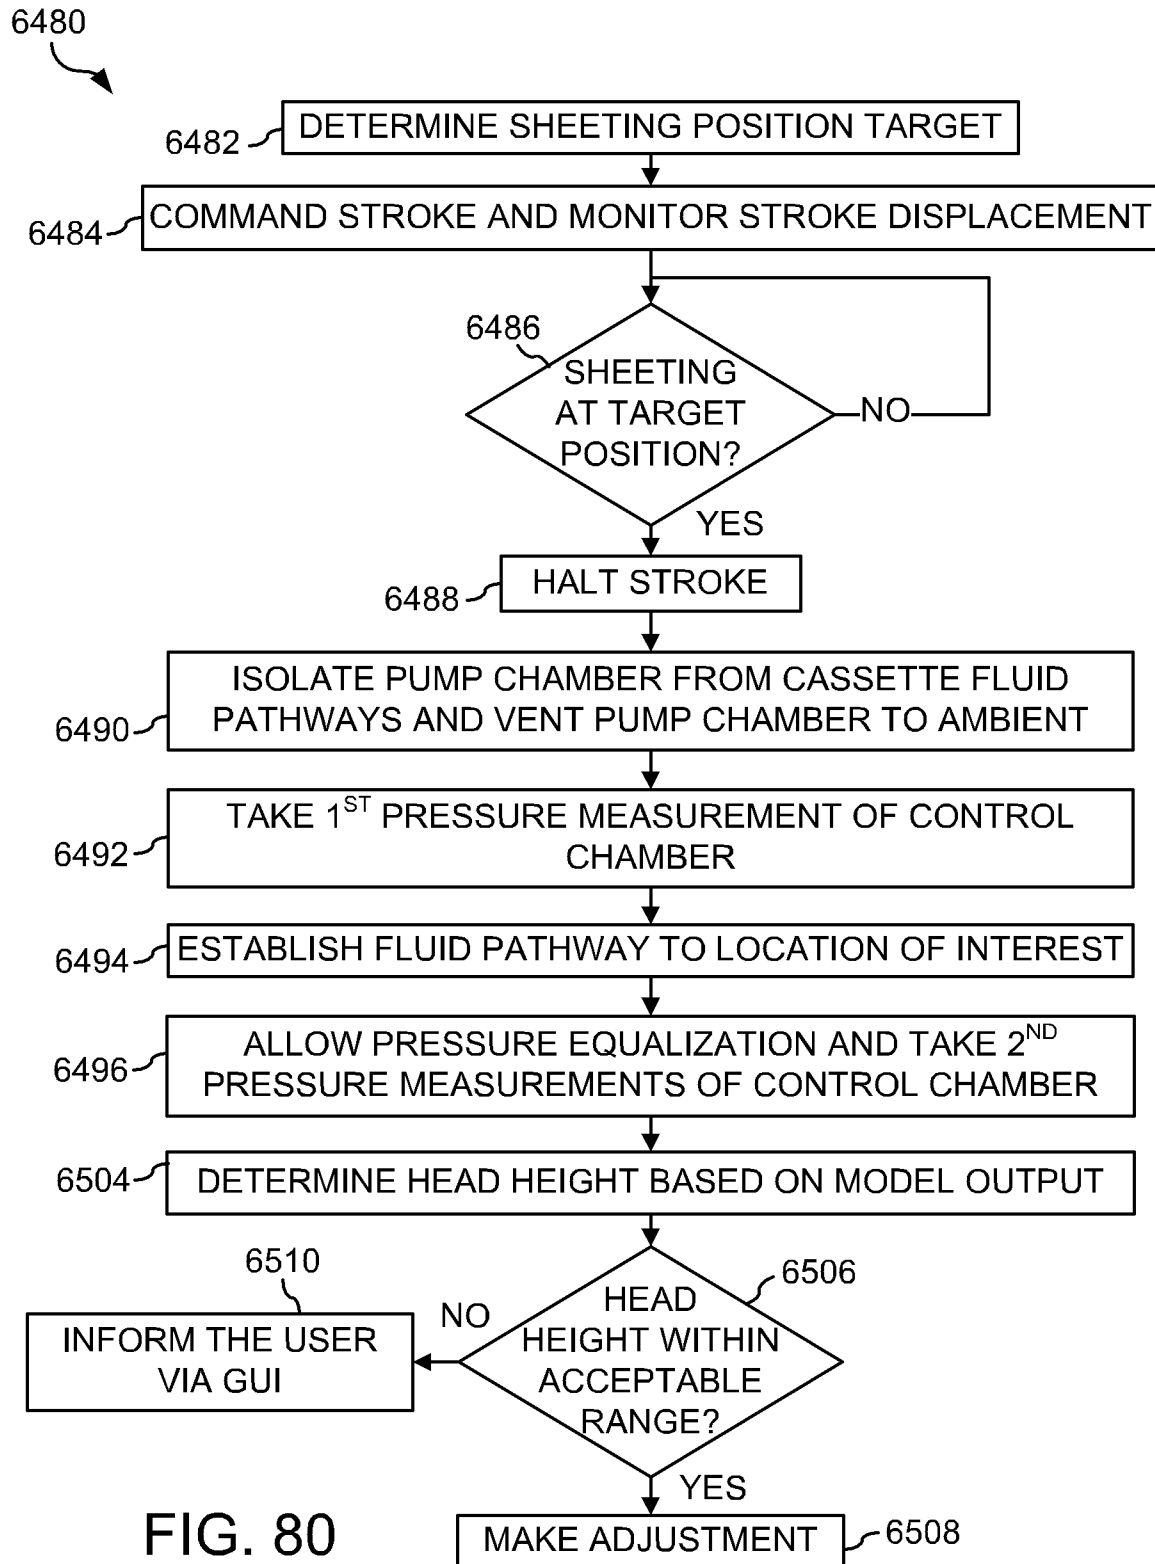 6480
6482
DETERMINE SHEETING POSITION TARGET
6484
COMMAND STROKE AND MONITOR STROKE DISPLACEMENT
6486
SHEETING
AT TARGET
POSITION?
NO
YES
6488
HALT STROKE
6490
ISOLATE PUMP CHAMBER FROM CASSETTE FLUID
PATHWAYS AND VENT PUMP CHAMBER TO AMBIENT
6492
TAKE 1ST PRESSURE MEASUREMENT OF CONTROL
CHAMBER
6494
ESTABLISH FLUID PATHWAY TO LOCATION OF INTEREST
6496
ALLOW PRESSURE EQUALIZATION AND TAKE 2ND
PRESSURE MEASUREMENTS OF CONTROL CHAMBER
6504
DETERMINE HEAD HEIGHT BASED ON MODEL OUTPUT
6506
HEAD
HEIGHT WITHIN
ACCEPTABLE
RANGE?
NO
6510
INFORM THE USER
VIA GUI
YES
MAKE ADJUSTMENT
6508
FIG. 80